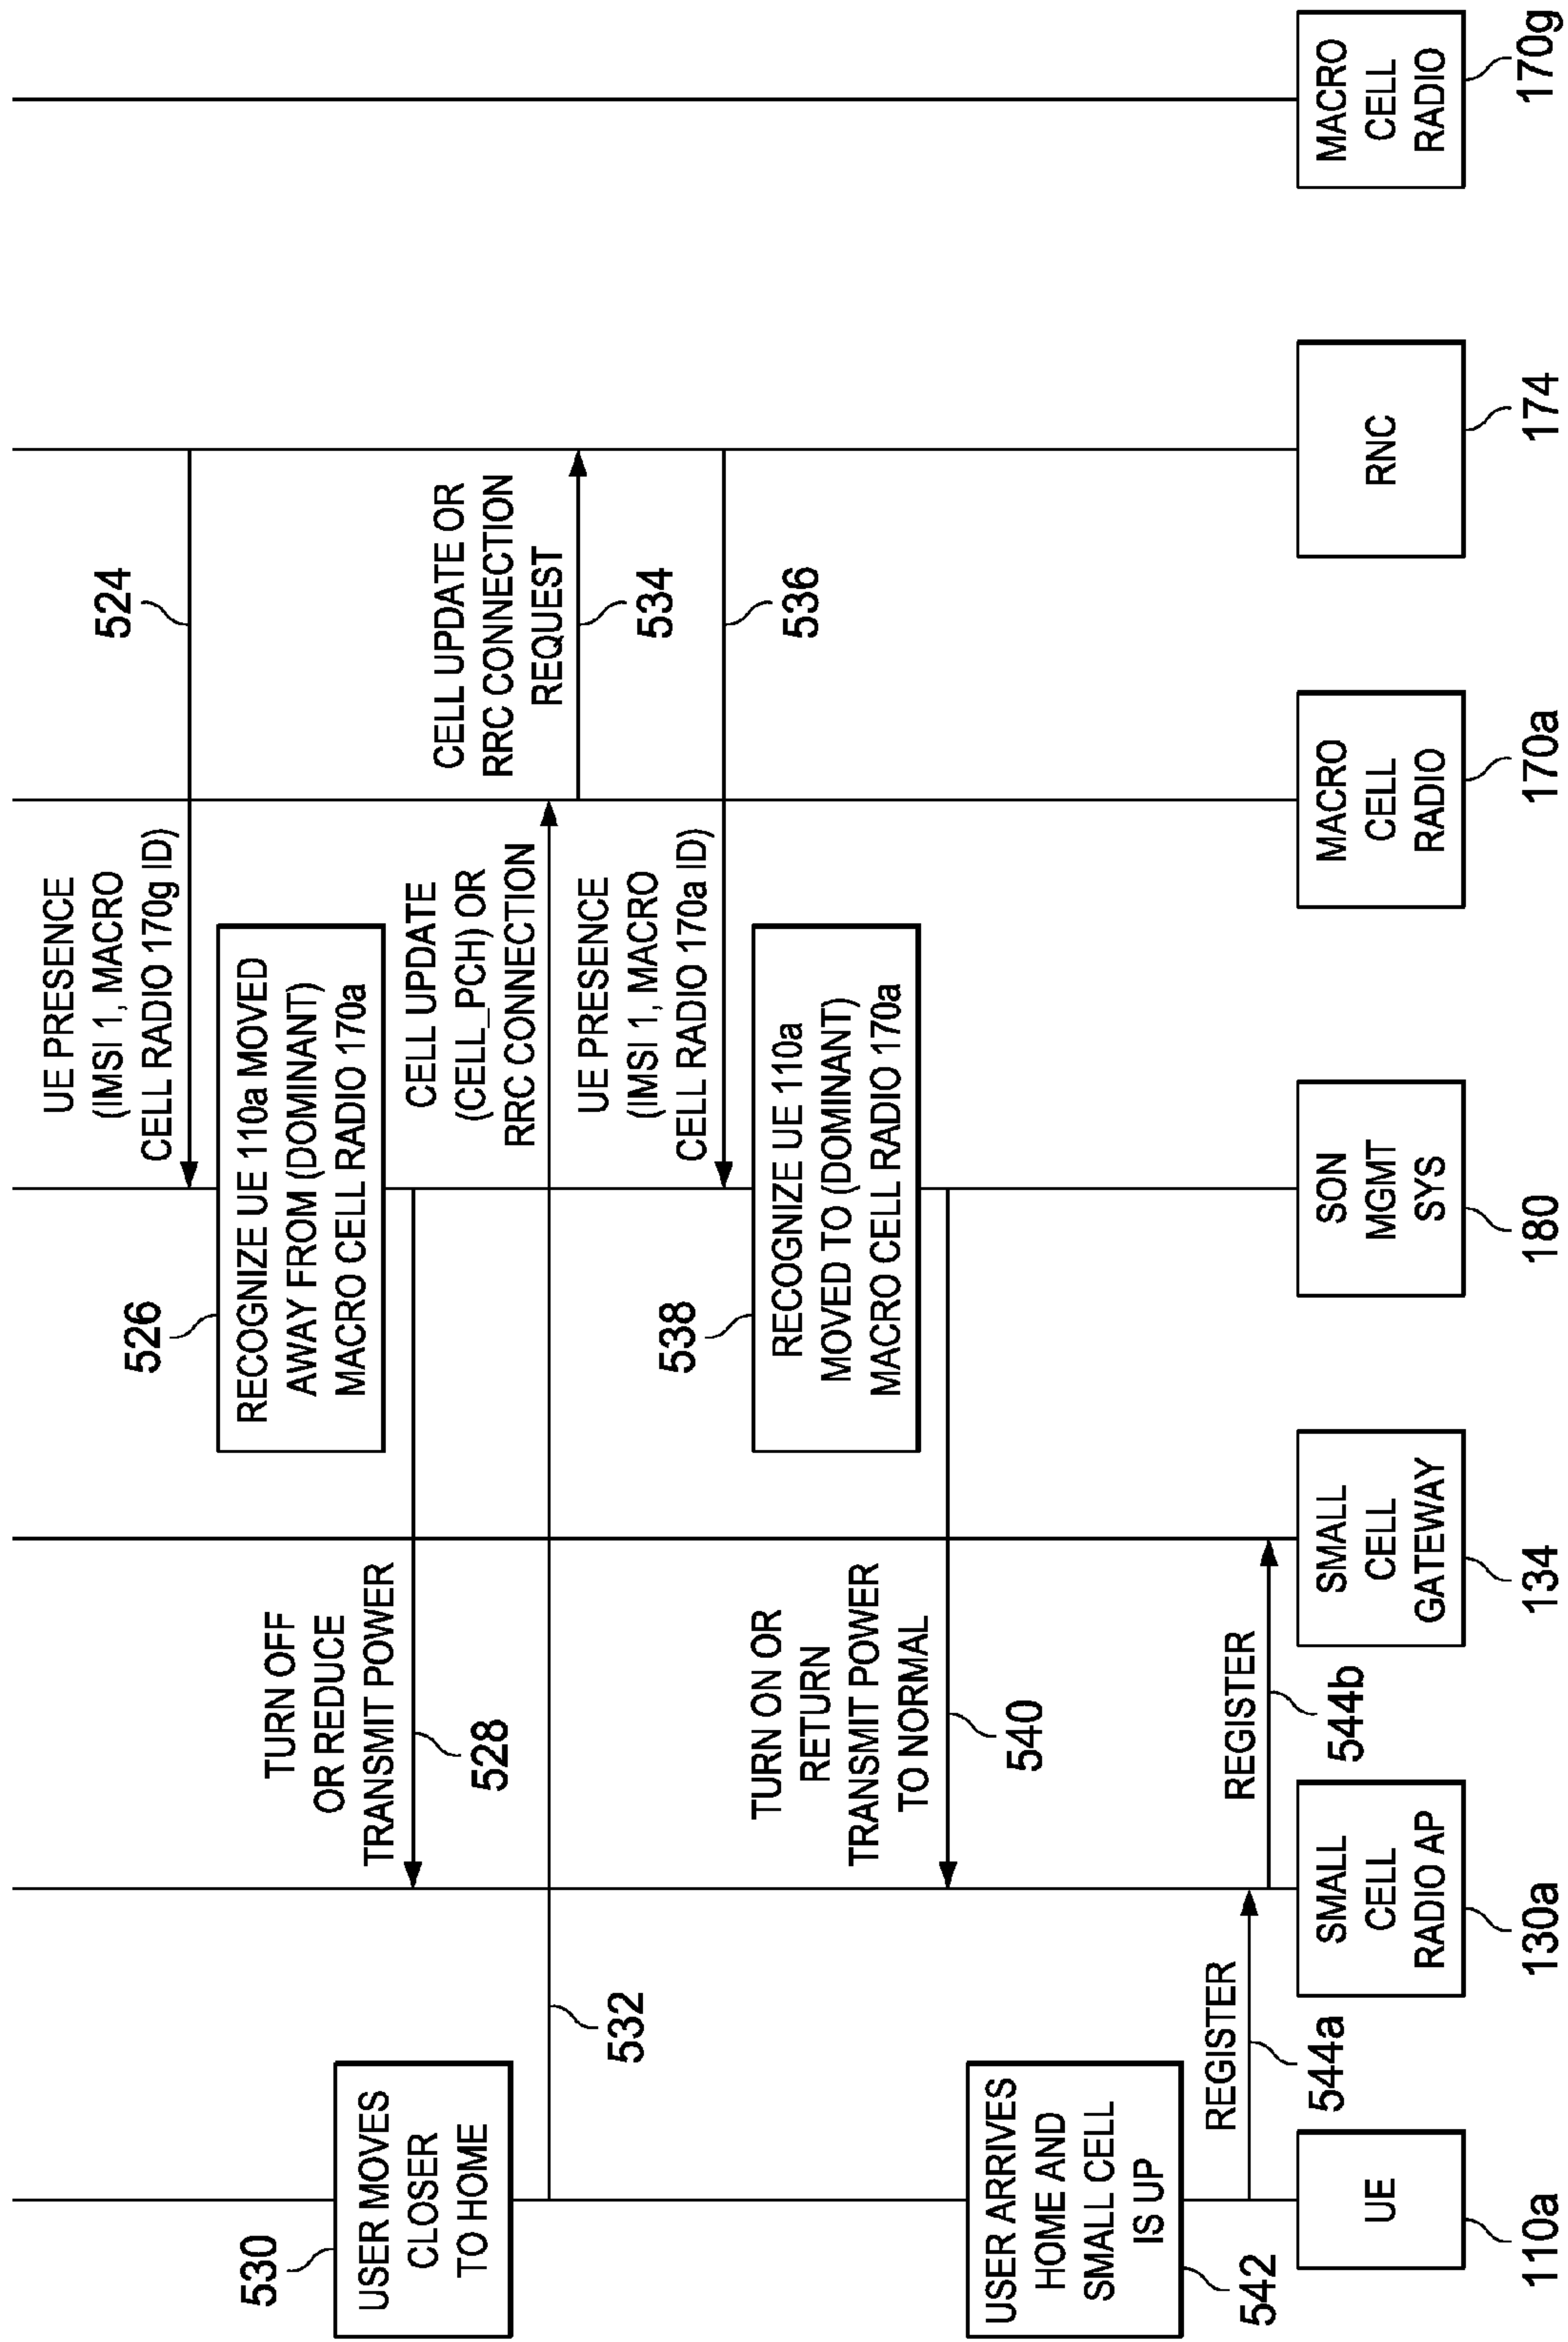 524
UE PRESENCE
(IMSI 1, MACRO
CELL RADIO 170g ID)
526
RECOGNIZE UE 110a MOVED
AWAY FROM (DOMINANT)
MACRO CELL RADIO 170a
TURN OFF
OR REDUCE
TRANSMIT POWER
528
530
USER MOVES
CLOSER
TO HOME
CELL UPDATE
(CELL_PCH) OR
RRC CONNECTION
532
CELL UPDATE OR
RRC CONNECTION
REQUEST
534
UE PRESENCE
(IMSI 1, MACRO
CELL RADIO 170a ID)
536
538
RECOGNIZE UE 110a
MOVED TO (DOMINANT)
MACRO CELL RADIO 170a
TURN ON OR
RETURN
TRANSMIT POWER
TO NORMAL
540
USER ARRIVES
HOME AND
SMALL CELL
IS UP
542
REGISTER
544a
REGISTER
544b
UE
110a
SMALL
CELL
RADIO AP
130a
SMALL
CELL
GATEWAY
134
SON
MGMT
SYS
180
MACRO
CELL
RADIO
170a
RNC
174
MACRO
CELL
RADIO
170g